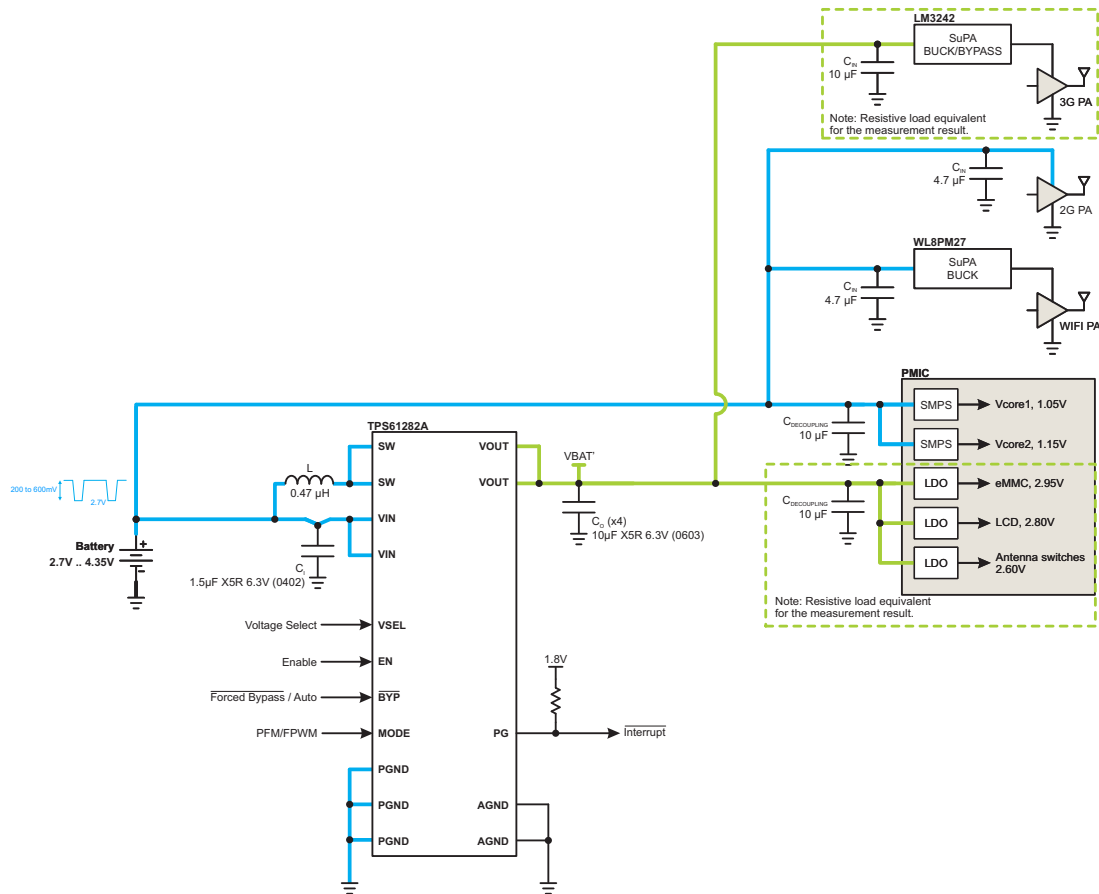 LM3242
SuPA
BUCK/BYPASS
CIN
10 µF
3G PA
Note: Resistive load equivalent
for the measurement result.
CIN
4.7 µF
2G PA
WL8PM27
SuPA
BUCK
CIN
4.7 µF
WIFI PA
PMIC
SMPS
Vcore1, 1.05V
CDECOUPLING
10 µF
SMPS
Vcore2, 1.15V
TPS61282A
SW
VOUT
VBAT'
L
SW
VOUT
0.47 µH
LDO
eMMC, 2.95V
CDECOUPLING
10 µF
200 to 600mV
2.7V
VIN
CO (x4)
10µF X5R 6.3V (0603)
LDO
LCD, 2.80V
Battery
2.7V .. 4.35V
+
-
VIN
CI
1.5µF X5R 6.3V (0402)
LDO
Antenna switches
2.60V
Note: Resistive load equivalent
for the measurement result.
Voltage Select
VSEL
Enable
EN
1.8V
Forced Bypass / Auto
BYP
PFM/FPWM
MODE
PG
Interrupt
PGND
PGND
AGND
PGND
AGND